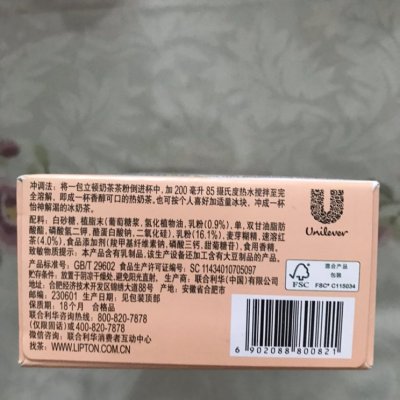 冲调法: 将一包立顿奶茶茶粉倒进杯中, 加 200 毫升 85 摄氏度热水搅拌至完
全溶解, 即成一杯香醇可口的热奶茶, 也可按个人喜好加适量冰块, 冲成一杯
怡神解渴的冰奶茶。
配料: 白砂糖, 植脂末(葡萄糖浆, 氢化植物油, 乳粉(0.9%), 单, 双甘油脂肪
酸酯, 磷酸氢二钾, 酪蛋白酸钠, 二氧化硅), 乳粉(16.1%), 麦芽糊精, 速溶红
茶(4.0%), 食品添加剂(羧甲基纤维素钠, 磷酸三钙, 甜菊糖苷), 食用香精。
致敏物质提示: 本产品含有乳制品, 该生产设备还加工含有大豆制品的产品。
产品标准号: GB/T 29602 食品生产许可证编号: SC 11434010705097
贮存条件: 放置于阴凉干燥处, 避免阳光直射。 生产者: 联合利华(中国)有限公司
地址: 合肥经济技术开发区锦绣大道88号 产地: 安徽省合肥市
邮编: 230601 生产日期: 见包装顶部
保质期: 18个月 合格品
联合利华热线: 800-820-7878
(仅限固话)或400-820-7878
微信咨询: 联合利华消费者互动中心
网址: WWW.LIPTON.COM.CN
Unilever
FSC
混合产品
包装
FSC® C115034
6 902088 800821